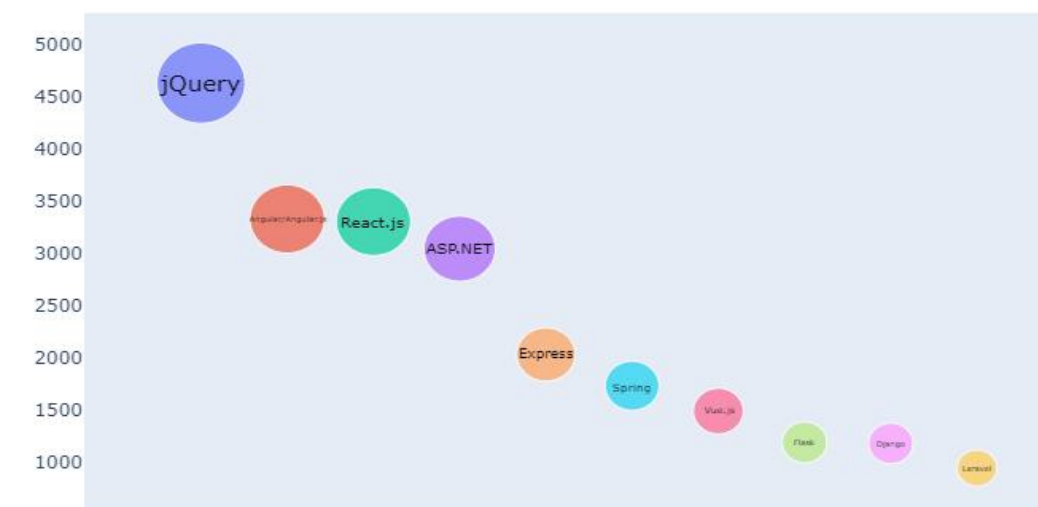 5000
4500
4000
3500
3000
2500
2000
1500
1000
jQuery
Angular/Angular.js
React.js
ASP.NET
Express
Spring
Vue.js
Flask
Django
Laravel